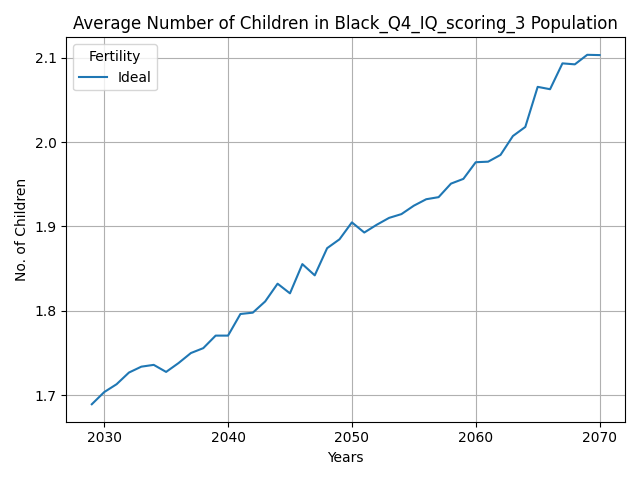 Average Number of Children in Black_Q4_IQ_scoring_3 Population
Fertility
Ideal
2.1
2.0
1.9
1.8
1.7
No. of Children
2030 2040 2050 2060 2070
Years